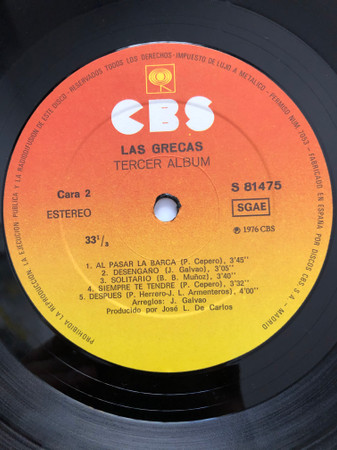 RESERVADOS TODOS LOS DERECHOS-IMPUESTO DE LUJO A METALICO - PERMISO NUM. 7053 - FABRICADO EN ESPAÑA POR DISCOS CBS, S.A. - MADRID
PROHIBIDA LA REPRODUCCION, LA EJECUCION PUBLICA Y LA RADIODIFUSION DE ESTE DISCO -
CBS
LAS GRECAS
TERCER ALBUM
Cara 2
S 81475
ESTEREO
SGAE
33 1/3
℗ 1976 CBS
1. AL PASAR LA BARCA (P. Cepero), 3'45''
2. DESENGAÑO (J. Galvao), 3'05''
3. SOLITARIO (B. B. Muñoz), 3'40''
4. SIEMPRE TE TENDRE (P. Cepero), 3'32''
5. DESPUES (P. Herrero-J. L. Armenteros), 4'00''
Arreglos: J. Galvao
Producido por José L. De Carlos